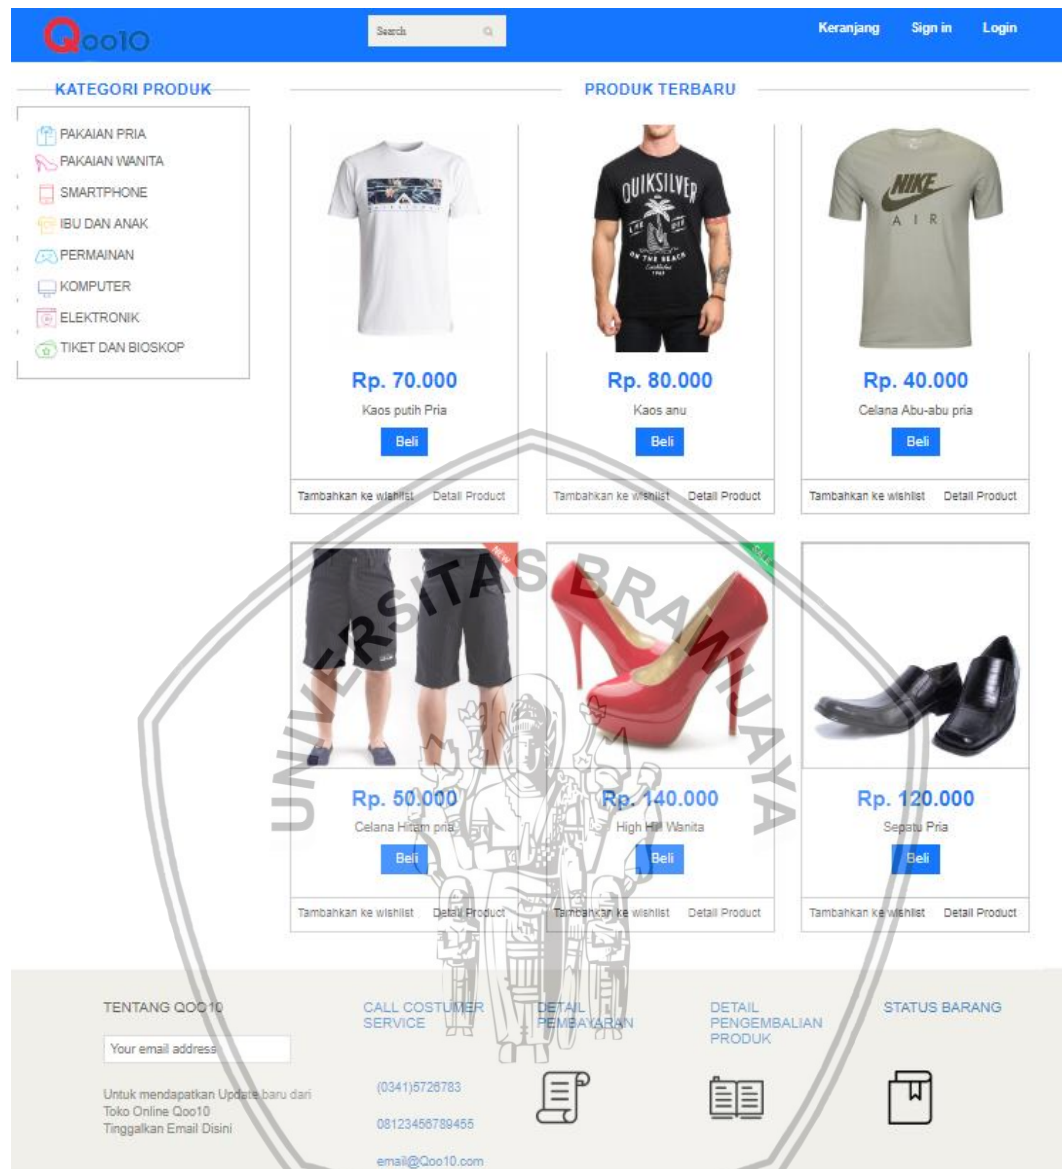 Qoo10
Search
Keranjang Sign in Login
KATEGORI PRODUK
PAKAIAN PRIA
PAKAIAN WANITA
SMARTPHONE
IBU DAN ANAK
PERMAINAN
KOMPUTER
ELEKTRONIK
TIKET DAN BIOSKOP
PRODUK TERBARU
QUIKSILVER
ON THE BEACH
NIKE
AIR
Rp. 70.000 Rp. 80.000 Rp. 40.000
Kaos putih Pria Kaos anu Celana Abu-abu pria
Beli Beli Beli
Tambahkan ke wishlist Detail Product Tambahkan ke wishlist Detail Product Tambahkan ke wishlist Detail Product
NEW
SALE
Rp. 50.000 Rp. 140.000 Rp. 120.000
Celana Hitam pria High Hill Wanita Sepatu Pria
Beli Beli Beli
Tambahkan ke wishlist Detail Product Tambahkan ke wishlist Detail Product Tambahkan ke wishlist Detail Product
UNIVERSITAS BRAWIJAYA
TENTANG QOO10
Your email address
Untuk mendapatkan Update baru dari
Toko Online Qoo10
Tinggalkan Email Disini
CALL COSTUMER
SERVICE
(0341)5726783
08123456789455
email@Qoo10.com
DETAIL
PEMBAYARAN
DETAIL
PENGEMBALIAN
PRODUK
STATUS BARANG